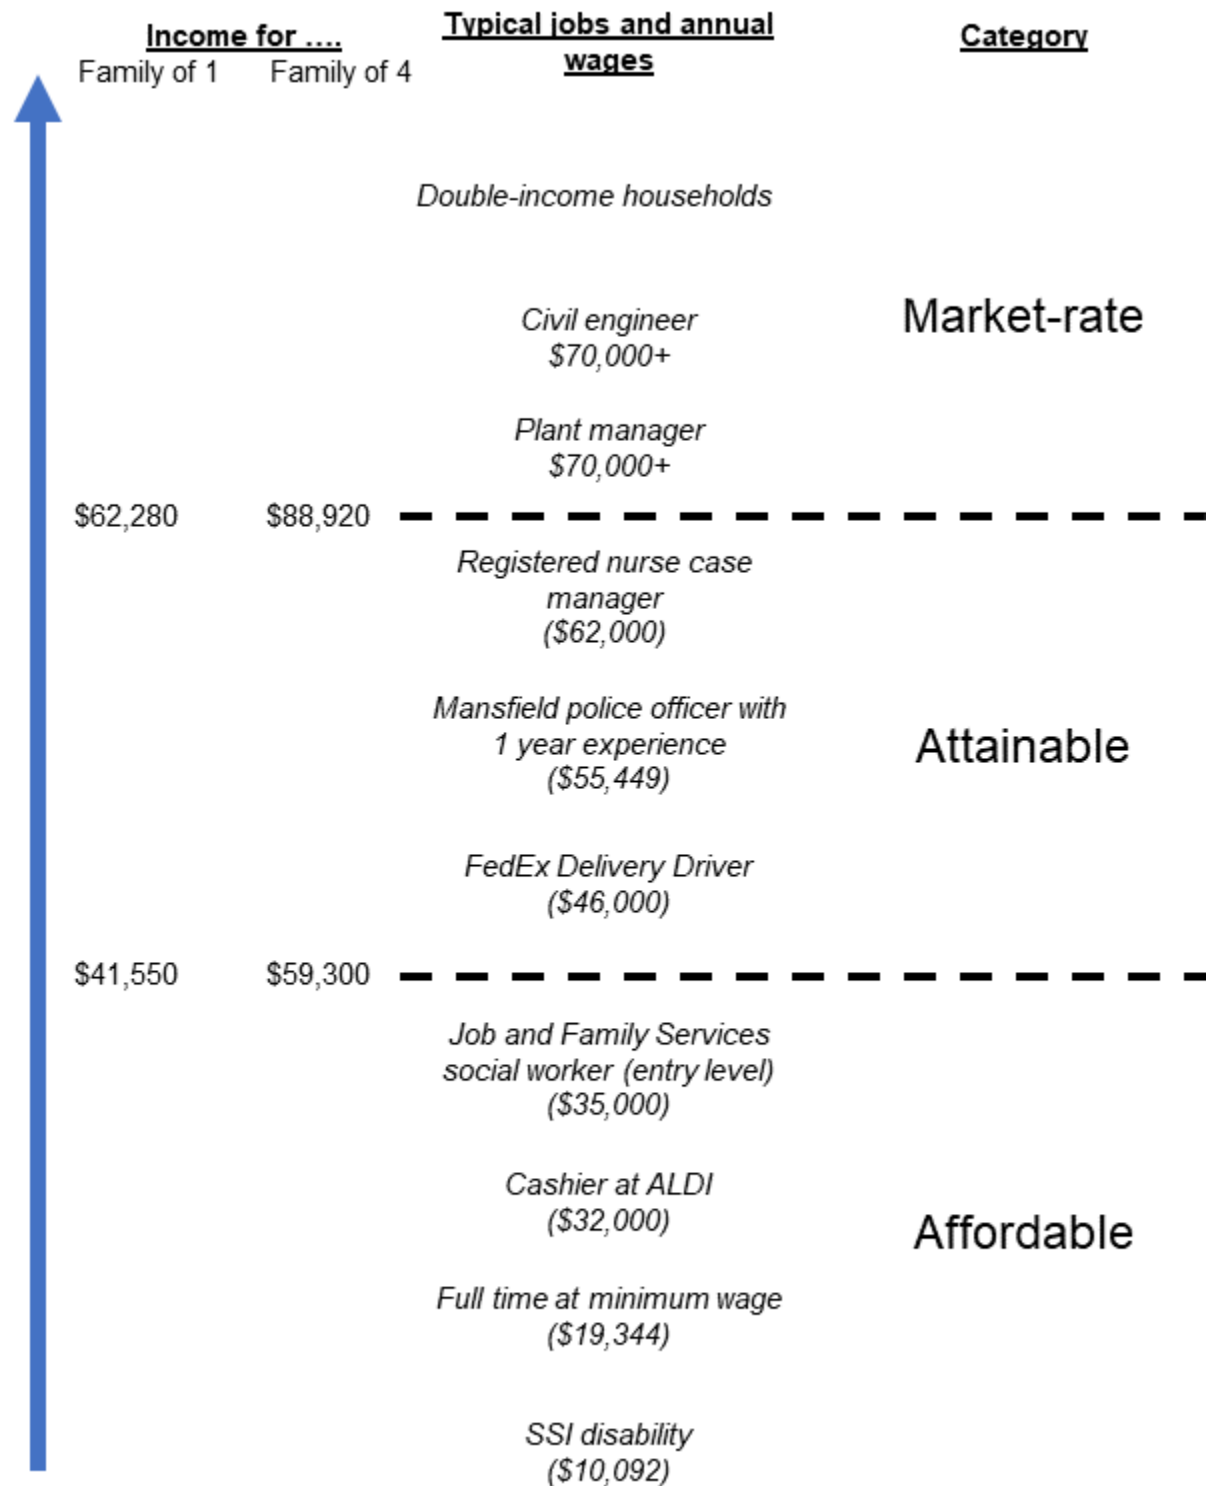 Income for ....
Typical jobs and annual
wages
Category
Family of 1
Family of 4
Double-income households
Civil engineer
$70,000+
Market-rate
Plant manager
$70,000+
$62,280
$88,920
Registered nurse case
manager
($62,000)
Mansfield police officer with
1 year experience
($55,449)
Attainable
FedEx Delivery Driver
($46,000)
$41,550
$59,300
Job and Family Services
social worker (entry level)
($35,000)
Cashier at ALDI
($32,000)
Affordable
Full time at minimum wage
($19,344)
SSI disability
($10,092)